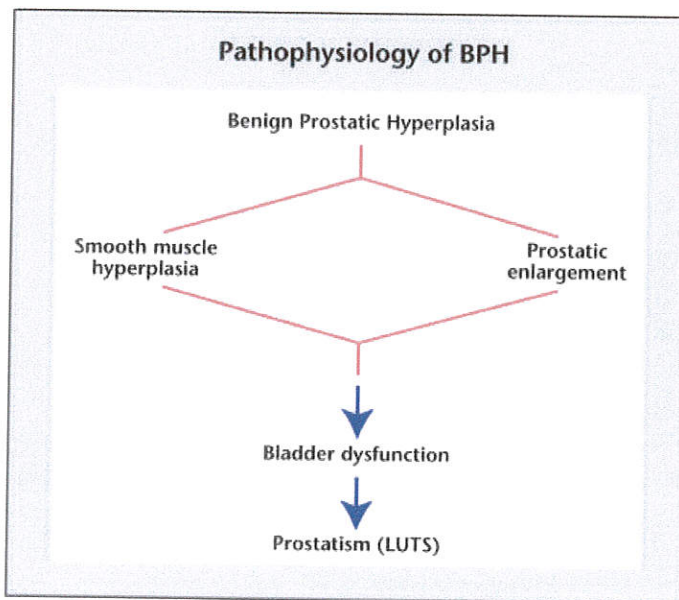 Pathophysiology of BPH
Benign Prostatic Hyperplasia
Smooth muscle
hyperplasia
Prostatic
enlargement
Bladder dysfunction
Prostatism (LUTS)